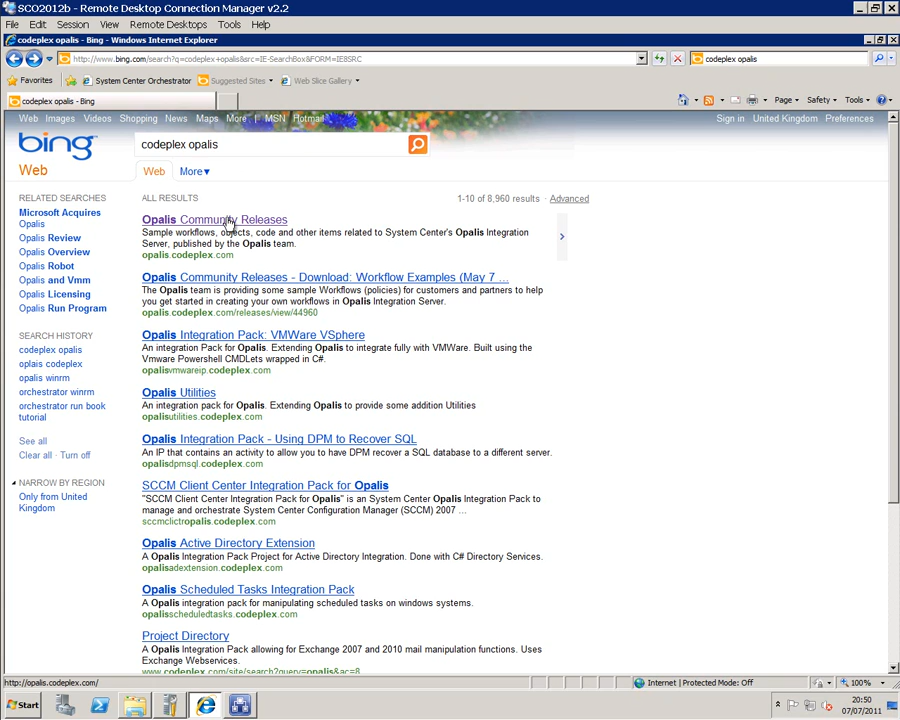 SCO2012b - Remote Desktop Connection Manager v2.2
File Edit Session View Remote Desktops Tools Help
codeplex opalis - Bing - Windows Internet Explorer
http://www.bing.com/search?q=codeplex+opalis&src=IE-SearchBox&FORM=IE8SRC codeplex opalis
Favorites System Center Orchestrator Suggested Sites Web Slice Gallery
codeplex opalis - Bing Page Safety Tools
Web Images Videos Shopping News Maps More | MSN Hotmail Sign in United Kingdom Preferences
bing codeplex opalis
Web Web More
RELATED SEARCHES
Microsoft Acquires
Opalis
Opalis Review
Opalis Overview
Opalis Robot
Opalis and Vmm
Opalis Licensing
Opalis Run Program
SEARCH HISTORY
codeplex opalis
oplais codeplex
opalis winrm
orchestrator winrm
orchestrator run book
tutorial
See all
Clear all · Turn off
NARROW BY REGION
Only from United
Kingdom
ALL RESULTS 1-10 of 8,960 results · Advanced
Opalis Community Releases
Sample workflows, objects, code and other items related to System Center's Opalis Integration
Server, published by the Opalis team.
opalis.codeplex.com
Opalis Community Releases - Download: Workflow Examples (May 7 ...
The Opalis team is providing some sample Workflows (policies) for customers and partners to help
you get started in creating your own workflows in Opalis Integration Server.
opalis.codeplex.com/releases/view/44960
Opalis Integration Pack: VMWare VSphere
An integration Pack for Opalis. Extending Opalis to integrate fully with VMWare. Built using the
Vmware Powershell CMDLets wrapped in C#.
opalisvmwareip.codeplex.com
Opalis Utilities
An integration pack for Opalis. Extending Opalis to provide some addition Utilities
opalisutilities.codeplex.com
Opalis Integration Pack - Using DPM to Recover SQL
An IP that contains an activity to allow you to have DPM recover a SQL database to a different server.
opalisdpmsql.codeplex.com
SCCM Client Center Integration Pack for Opalis
"SCCM Client Center Integration Pack for Opalis" is an System Center Opalis Integration Pack to
manage and orchestrate System Center Configuration Manager (SCCM) 2007 ...
sccmclictropalis.codeplex.com
Opalis Active Directory Extension
A Opalis Integration Pack Project for Active Directory Integration. Done with C# Directory Services.
opalisadextension.codeplex.com
Opalis Scheduled Tasks Integration Pack
A Opalis integration pack for manipulating scheduled tasks on windows systems.
opalisscheduledtasks.codeplex.com
Project Directory
A Opalis Integration Pack allowing for Exchange 2007 and 2010 mail manipulation functions. Uses
Exchange Webservices.
www.codeplex.com/site/search?query=opalis&ac=8
http://opalis.codeplex.com/ Internet | Protected Mode: Off 100%
Start 20:50
07/07/2011